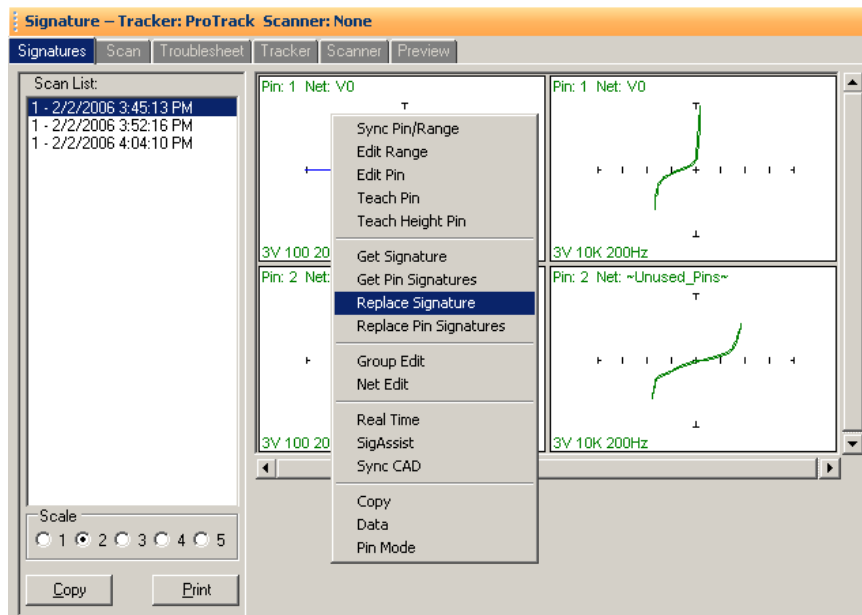 Signature – Tracker: ProTrack Scanner: None
Signatures Scan Troublesheet Tracker Scanner Preview
Scan List:
1 - 2/2/2006 3:45:13 PM
1 - 2/2/2006 3:52:16 PM
1 - 2/2/2006 4:04:10 PM
Scale
1 2 3 4 5
Copy Print
Pin: 1 Net: V0
3V 100 20
Pin: 1 Net: V0
3V 10K 200Hz
Pin: 2 Net:
3V 100 20
Pin: 2 Net: ~Unused_Pins~
3V 10K 200Hz
Sync Pin/Range
Edit Range
Edit Pin
Teach Pin
Teach Height Pin
Get Signature
Get Pin Signatures
Replace Signature
Replace Pin Signatures
Group Edit
Net Edit
Real Time
SigAssist
Sync CAD
Copy
Data
Pin Mode